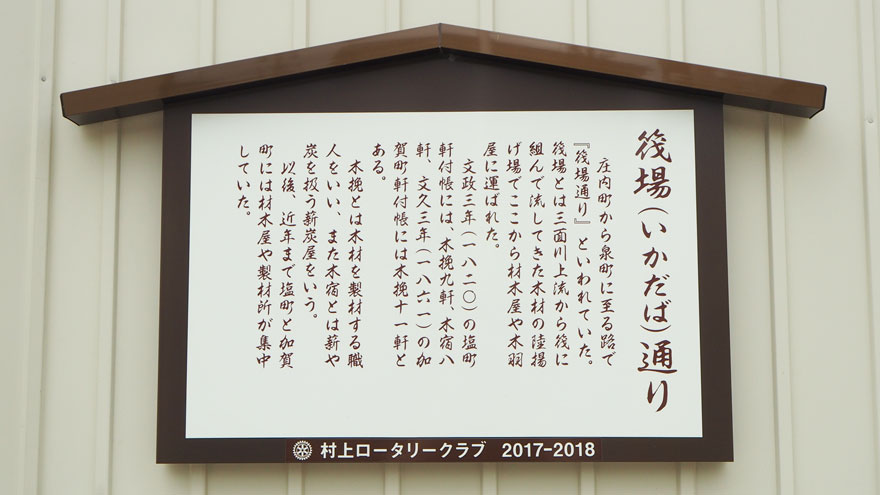 筏場(いかだば)通り
庄内町から泉町に至る路で
『筏場通り』といわれていた。
筏場とは三面川上流から筏に
組んで流してきた木材の陸揚
げ場でここから材木屋や木羽
屋に運ばれた。
文政三年(一八二〇)の塩町
軒付帳には、木挽九軒、木宿八
軒、文久三年(一八六一)の加
賀町軒付帳には木挽十一軒と
ある。
木挽とは木材を製材する職
人をいい、また木宿とは薪や
炭を扱う薪炭屋をいう。
以後、近年まで塩町と加賀
町には材木屋や製材所が集中
していた。
村上ロータリークラブ 2017-2018